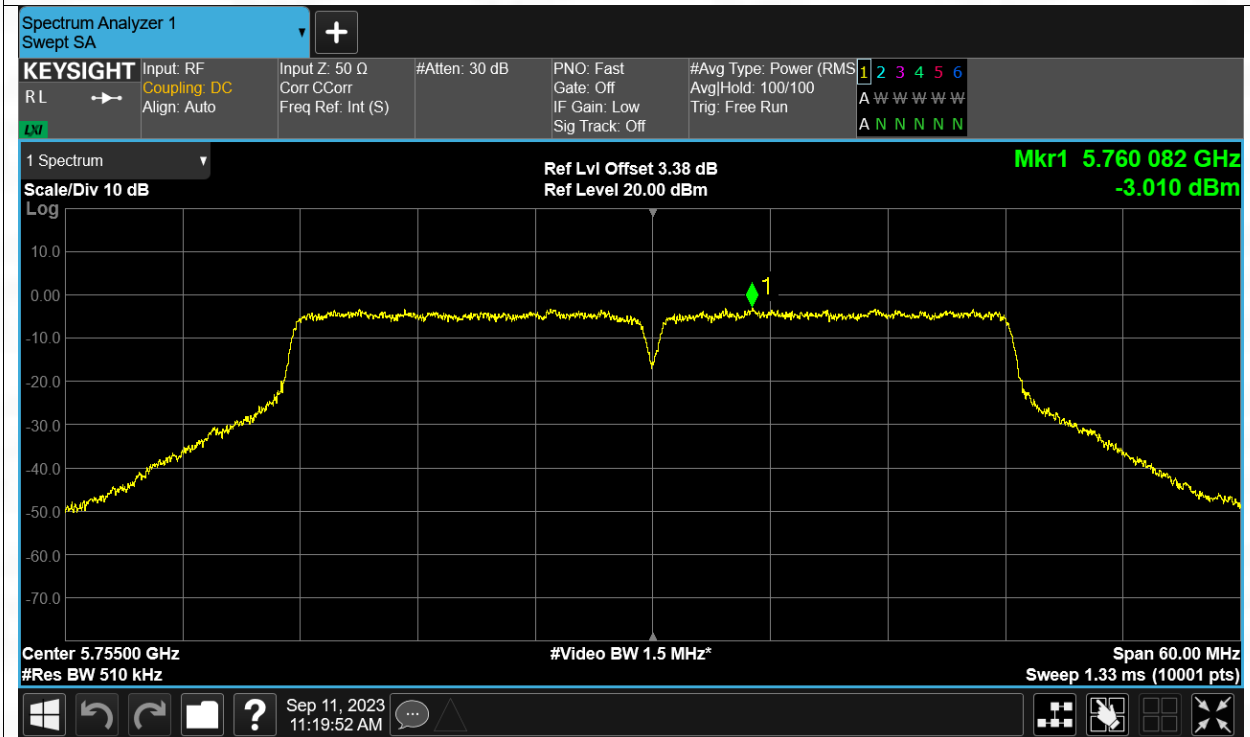 Spectrum Analyzer 1
Swept SA
+
KEYSIGHT
RL
LXI
Input: RF
Coupling: DC
Align: Auto
Input Z: 50 Ω
Corr CCorr
Freq Ref: Int (S)
#Atten: 30 dB
PNO: Fast
Gate: Off
IF Gain: Low
Sig Track: Off
#Avg Type: Power (RMS
Avg|Hold: 100/100
Trig: Free Run
1 2 3 4 5 6
A W W W W W
A N N N N N
1 Spectrum
Scale/Div 10 dB
Log
Ref Lvl Offset 3.38 dB
Ref Level 20.00 dBm
Mkr1 5.760 082 GHz
-3.010 dBm
10.0
0.00
-10.0
-20.0
-30.0
-40.0
-50.0
-60.0
-70.0
1
Center 5.75500 GHz
#Res BW 510 kHz
#Video BW 1.5 MHz*
Span 60.00 MHz
Sweep 1.33 ms (10001 pts)
?
Sep 11, 2023
11:19:52 AM